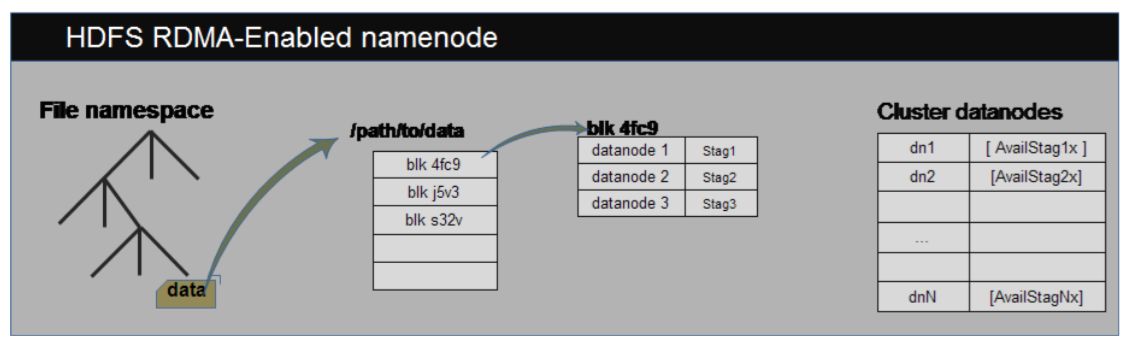 HDFS RDMA-Enabled namenode
File namespace
data
/path/to/data
blk 4fc9
blk j5v3
blk s32v
blk 4fc9
datanode 1 Stag1
datanode 2 Stag2
datanode 3 Stag3
Cluster datanodes
dn1 [ AvailStag1x ]
dn2 [AvailStag2x]
...
dnN [AvailStagNx]